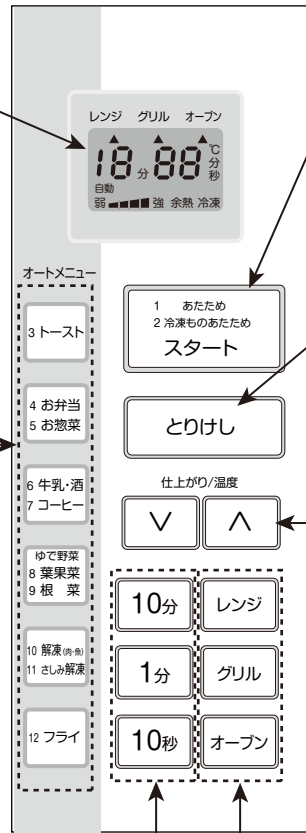 レンジ グリル オーブン
18分88 ℃
分
秒
自動
弱 強 余熱 冷凍
オートメニュー
3 トースト
4 お弁当
5 お惣菜
6 牛乳・酒
7 コーヒー
ゆで野菜
8 葉果菜
9 根 菜
10 解凍(肉・魚)
11 さしみ解凍
12 フライ
1 あたため
2 冷凍ものあたため
スタート
とりけし
仕上がり/温度
∨ ∧
10分 レンジ
1分 グリル
10秒 オーブン